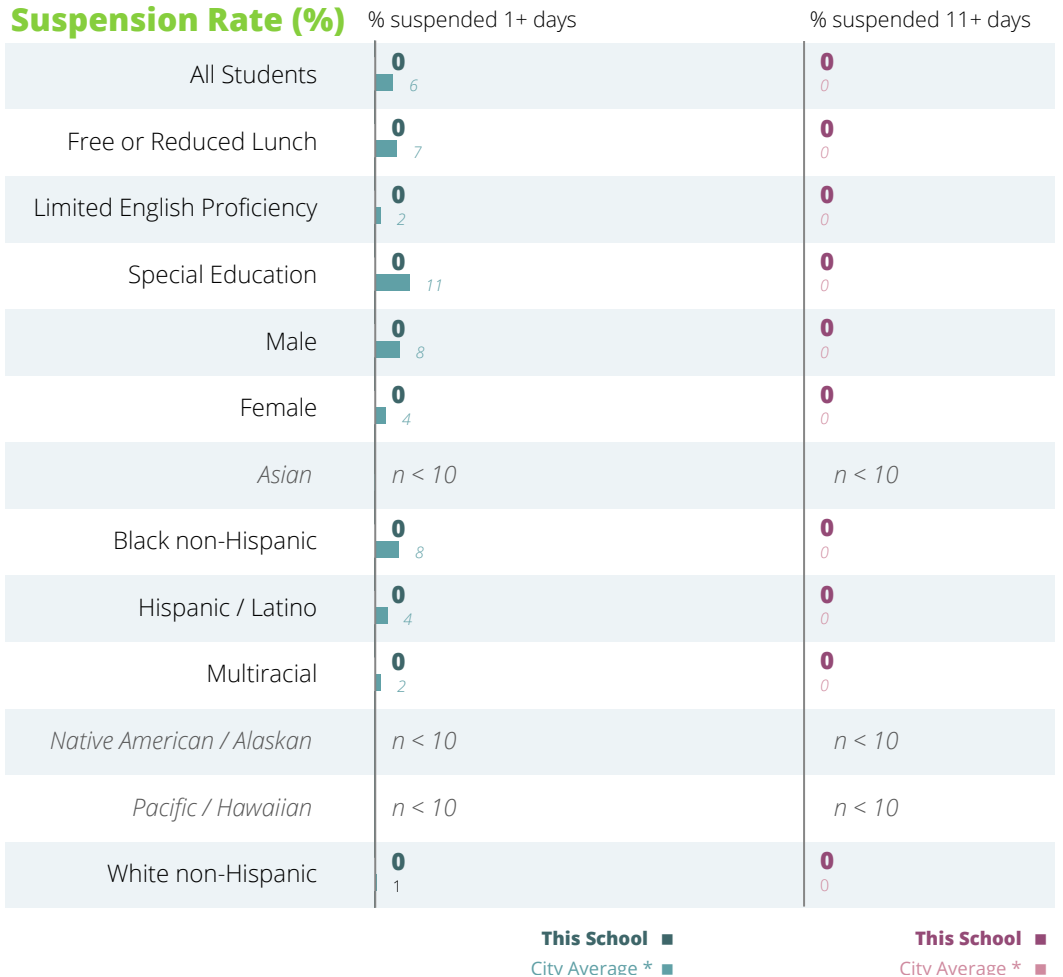 Suspension Rate (%) % suspended 1+ days % suspended 11+ days
All Students 0 0
6 0
Free or Reduced Lunch 0 0
7 0
Limited English Proficiency 0 0
2 0
Special Education 0 0
11 0
Male 0 0
8 0
Female 0 0
4 0
Asian n < 10 n < 10
Black non-Hispanic 0 0
8 0
Hispanic / Latino 0 0
4 0
Multiracial 0 0
2 0
Native American / Alaskan n < 10 n < 10
Pacific / Hawaiian n < 10 n < 10
White non-Hispanic 0 0
1 0
This School This School
City Average * City Average *